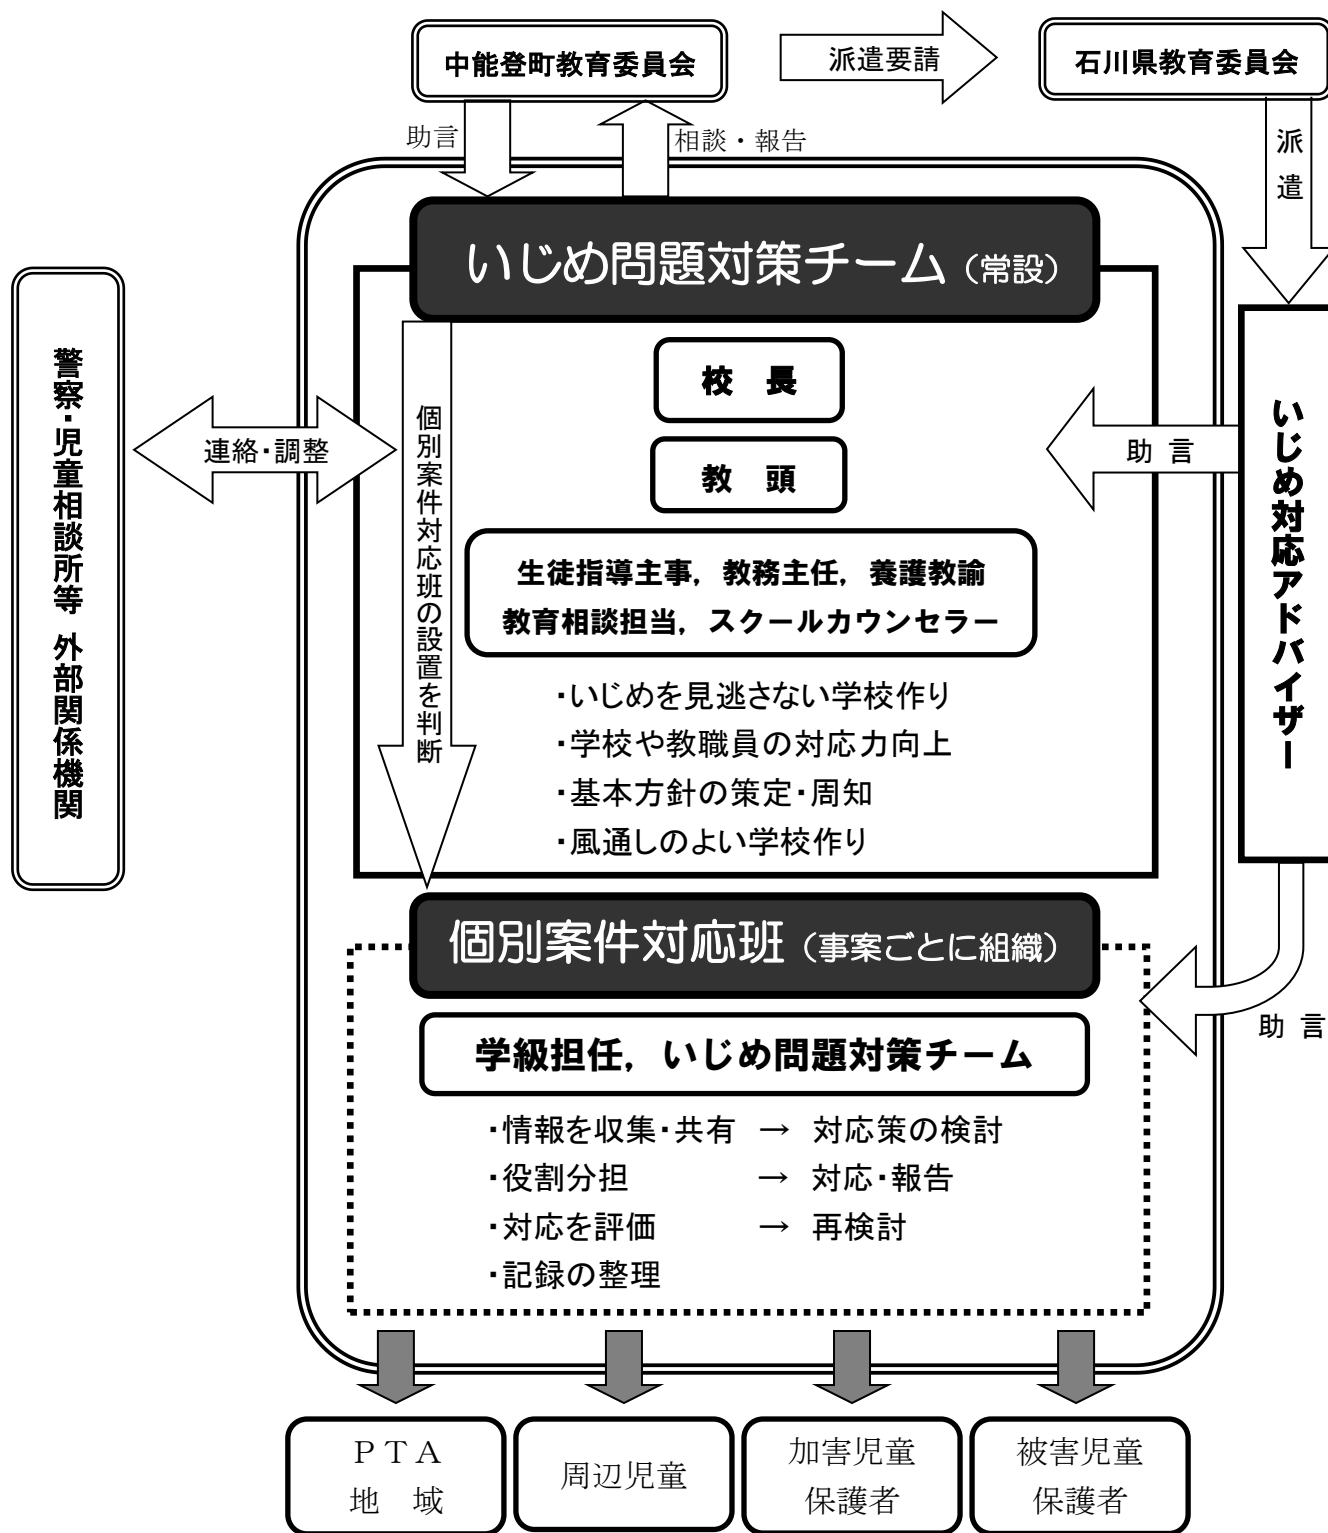 中能登町教育委員会
派遣要請
石川県教育委員会
助言
相談・報告
派遣
いじめ問題対策チーム（常設）
警察・児童相談所等 外部関係機関
連絡・調整
個別案件対応班の設置を判断
校　長
教　頭
生徒指導主事，教務主任，養護教諭
教育相談担当，スクールカウンセラー
・いじめを見逃さない学校作り
・学校や教職員の対応力向上
・基本方針の策定・周知
・風通しのよい学校作り
助 言
いじめ対応アドバイザー
個別案件対応班（事案ごとに組織）
助 言
学級担任，いじめ問題対策チーム
・情報を収集・共有　→　対応策の検討
・役割分担　→　対応・報告
・対応を評価　→　再検討
・記録の整理
ＰＴＡ
地　域
周辺児童
加害児童
保護者
被害児童
保護者